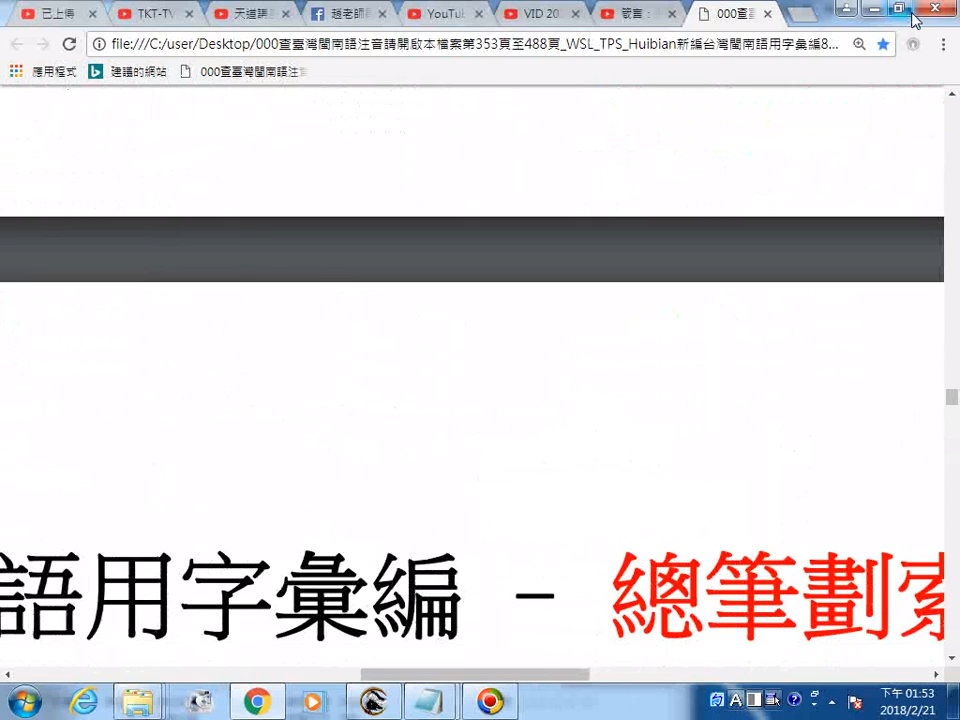 已上傳
TKT-TV
天道講
趙老師
YouTub
VID 20
000查臺
file:///C:/user/Desktop/000查臺灣閩南語注音請開啟本檔案第353頁至488頁_WSL_TPS_Huibian新編台灣閩南語用字彙編8...
應用程式
建議的網站
000查臺灣閩南語注音
語用字彙編 - 總筆劃索
下午 01:53
2018/2/21